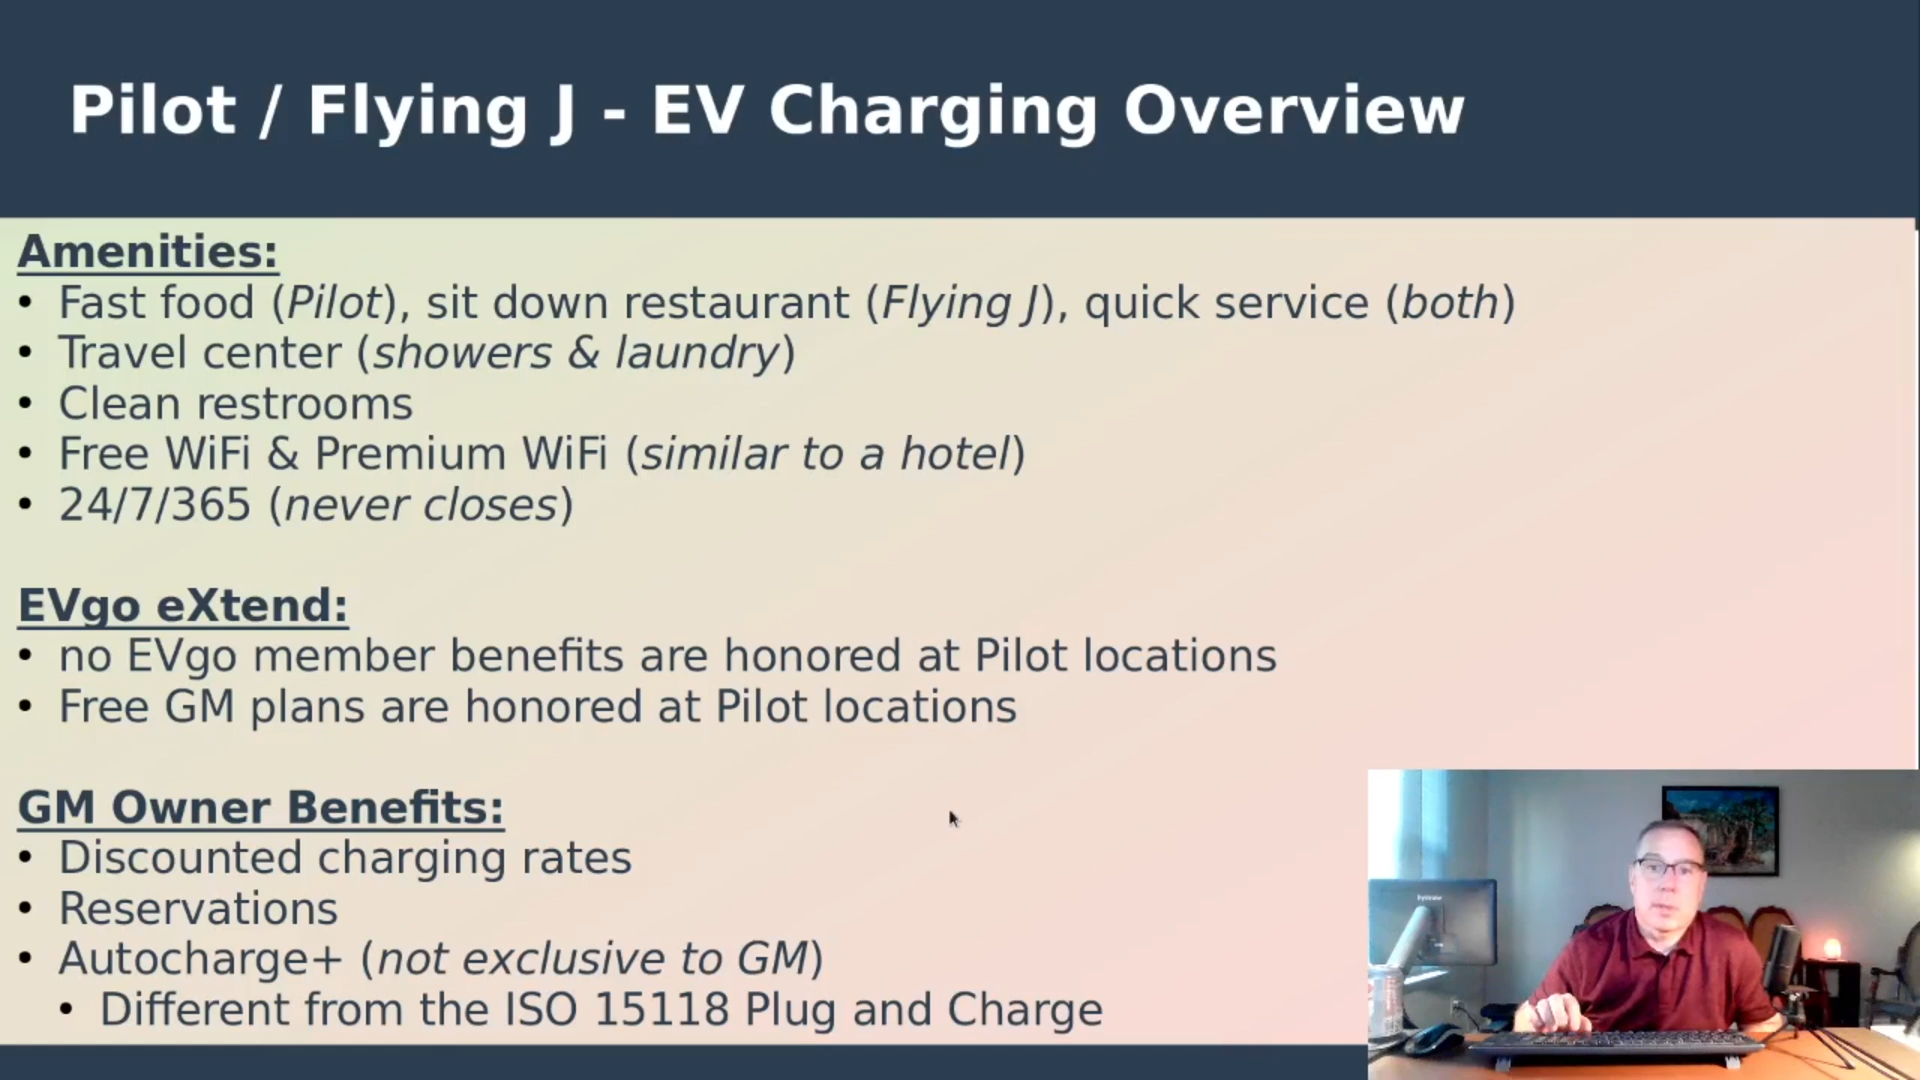 Pilot / Flying J - EV Charging Overview
Amenities:
• Fast food (Pilot), sit down restaurant (Flying J), quick service (both)
• Travel center (showers & laundry)
• Clean restrooms
• Free WiFi & Premium WiFi (similar to a hotel)
• 24/7/365 (never closes)
EVgo eXtend:
• no EVgo member benefits are honored at Pilot locations
• Free GM plans are honored at Pilot locations
GM Owner Benefits:
• Discounted charging rates
• Reservations
• Autocharge+ (not exclusive to GM)
• Different from the ISO 15118 Plug and Charge